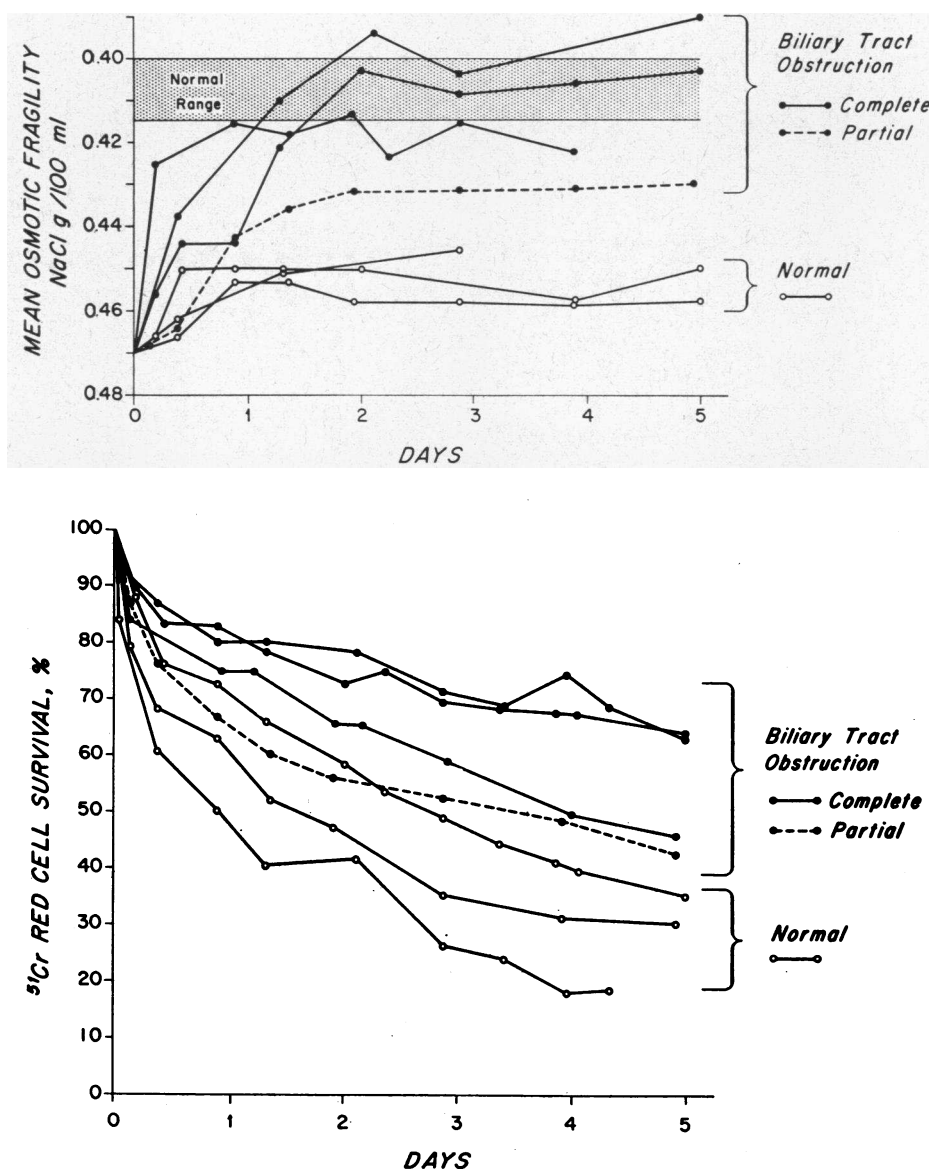 MEAN OSMOTIC FRAGILITY
NaCl g/100 ml
0.40
0.42
0.44
0.46
0.48
Normal
Range
0
1
2
3
4
5
DAYS
Biliary Tract
Obstruction
Complete
Partial
Normal
⁵¹Cr RED CELL SURVIVAL, %
100
90
80
70
60
50
40
30
20
10
0
0
1
2
3
4
5
DAYS
Biliary Tract
Obstruction
Complete
Partial
Normal